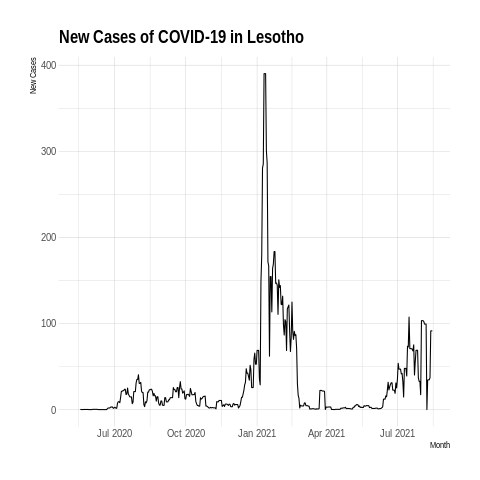 New Cases of COVID-19 in Lesotho
New Cases
400
300
200
100
0
Jul 2020 Oct 2020 Jan 2021 Apr 2021 Jul 2021
Month